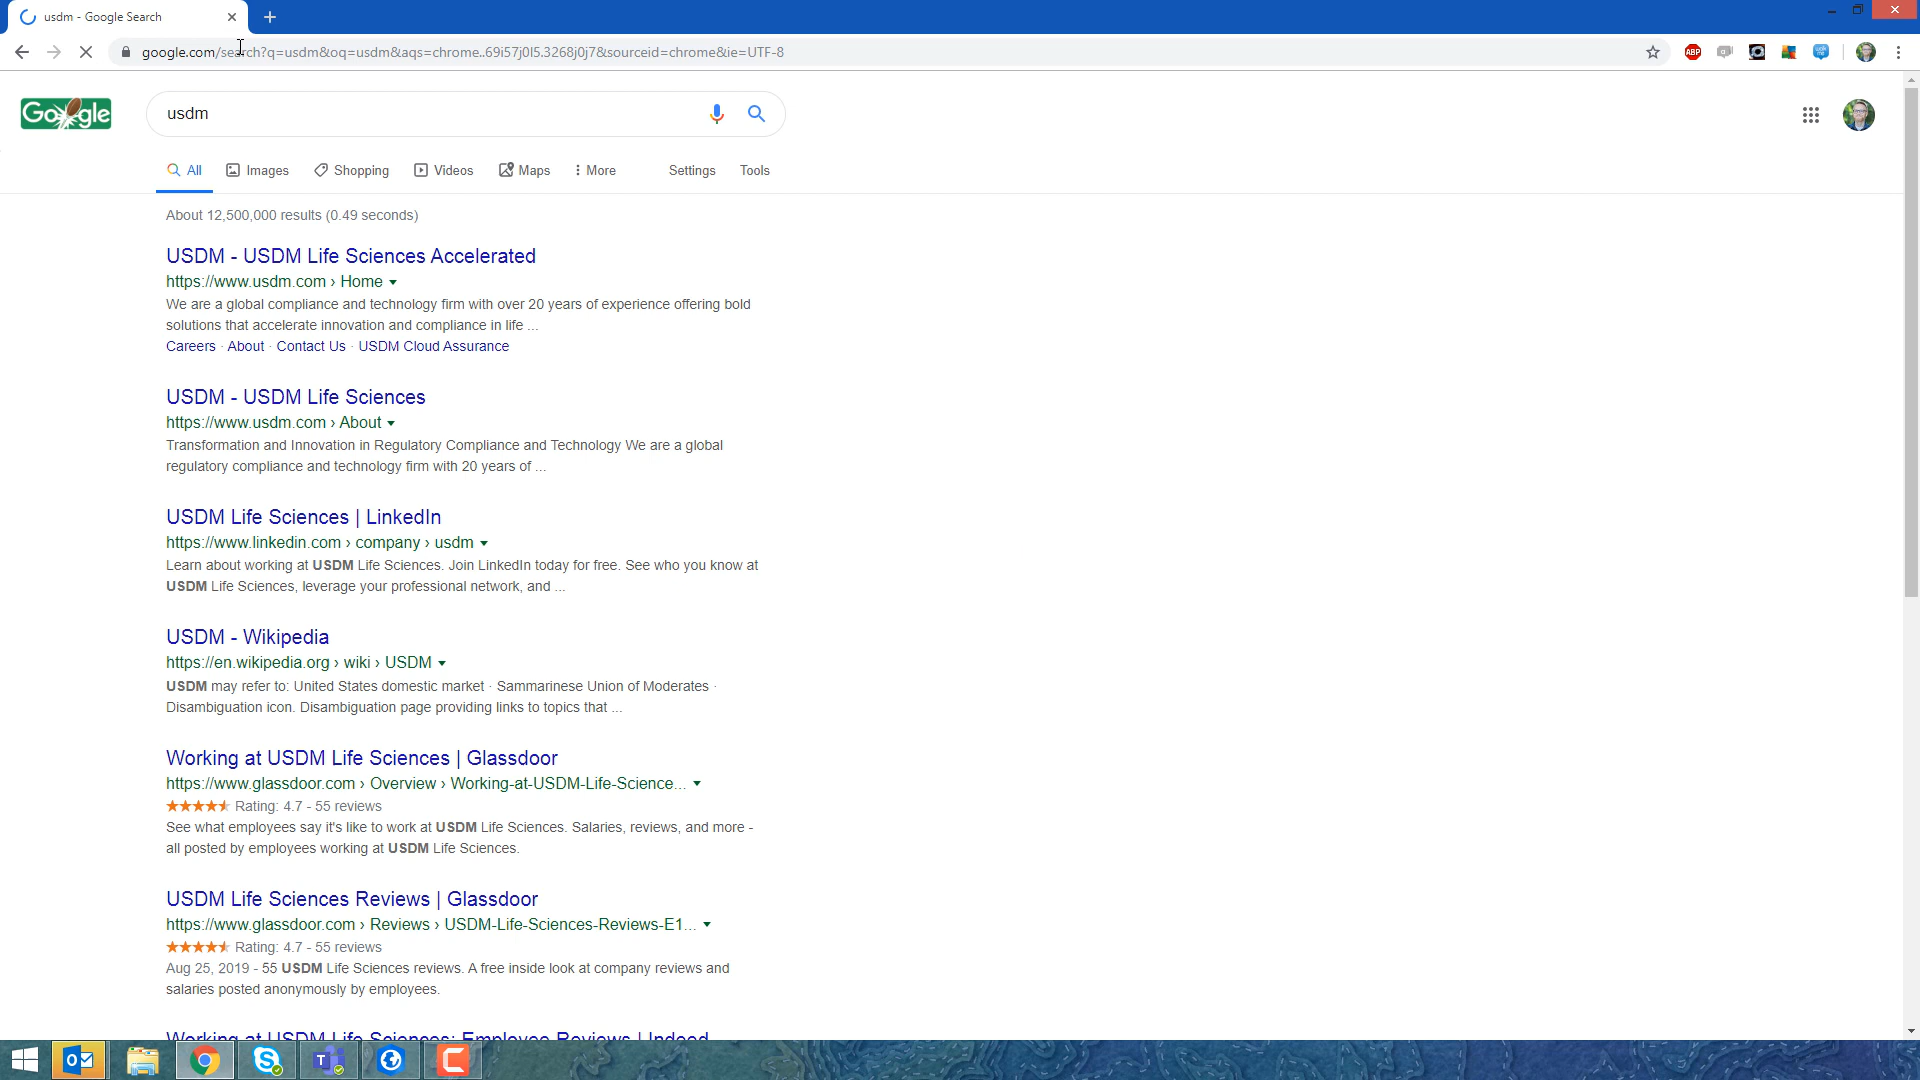 usdm - Google Search
google.com/search?q=usdm&oq=usdm&aqs=chrome..69i57j0l5.3268j0j7&sourceid=chrome&ie=UTF-8
ABP
Google
usdm
All Images Shopping Videos Maps More Settings Tools
About 12,500,000 results (0.49 seconds)
USDM - USDM Life Sciences Accelerated
https://www.usdm.com › Home
We are a global compliance and technology firm with over 20 years of experience offering bold
solutions that accelerate innovation and compliance in life ...
Careers · About · Contact Us · USDM Cloud Assurance
USDM - USDM Life Sciences
https://www.usdm.com › About
Transformation and Innovation in Regulatory Compliance and Technology We are a global
regulatory compliance and technology firm with 20 years of ...
USDM Life Sciences | LinkedIn
https://www.linkedin.com › company › usdm
Learn about working at USDM Life Sciences. Join LinkedIn today for free. See who you know at
USDM Life Sciences, leverage your professional network, and ...
USDM - Wikipedia
https://en.wikipedia.org › wiki › USDM
USDM may refer to: United States domestic market · Sammarinese Union of Moderates ·
Disambiguation icon. Disambiguation page providing links to topics that ...
Working at USDM Life Sciences | Glassdoor
https://www.glassdoor.com › Overview › Working-at-USDM-Life-Science...
Rating: 4.7 - 55 reviews
See what employees say it's like to work at USDM Life Sciences. Salaries, reviews, and more -
all posted by employees working at USDM Life Sciences.
USDM Life Sciences Reviews | Glassdoor
https://www.glassdoor.com › Reviews › USDM-Life-Sciences-Reviews-E1...
Rating: 4.7 - 55 reviews
Aug 25, 2019 - 55 USDM Life Sciences reviews. A free inside look at company reviews and
salaries posted anonymously by employees.
Working at USDM Life Sciences: Employee Reviews | Indeed